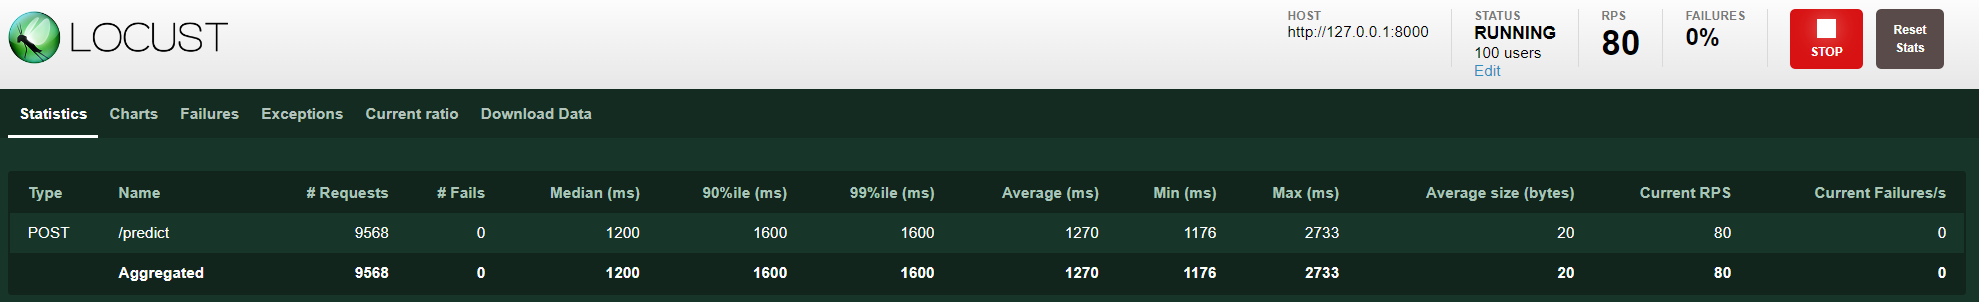 LOCUST
HOST
http://127.0.0.1:8000
STATUS
RUNNING
100 users
Edit
RPS
80
FAILURES
0%
STOP
Reset
Stats
Statistics Charts Failures Exceptions Current ratio Download Data
Type Name # Requests # Fails Median (ms) 90%ile (ms) 99%ile (ms) Average (ms) Min (ms) Max (ms) Average size (bytes) Current RPS Current Failures/s
POST /predict 9568 0 1200 1600 1600 1270 1176 2733 20 80 0
Aggregated 9568 0 1200 1600 1600 1270 1176 2733 20 80 0